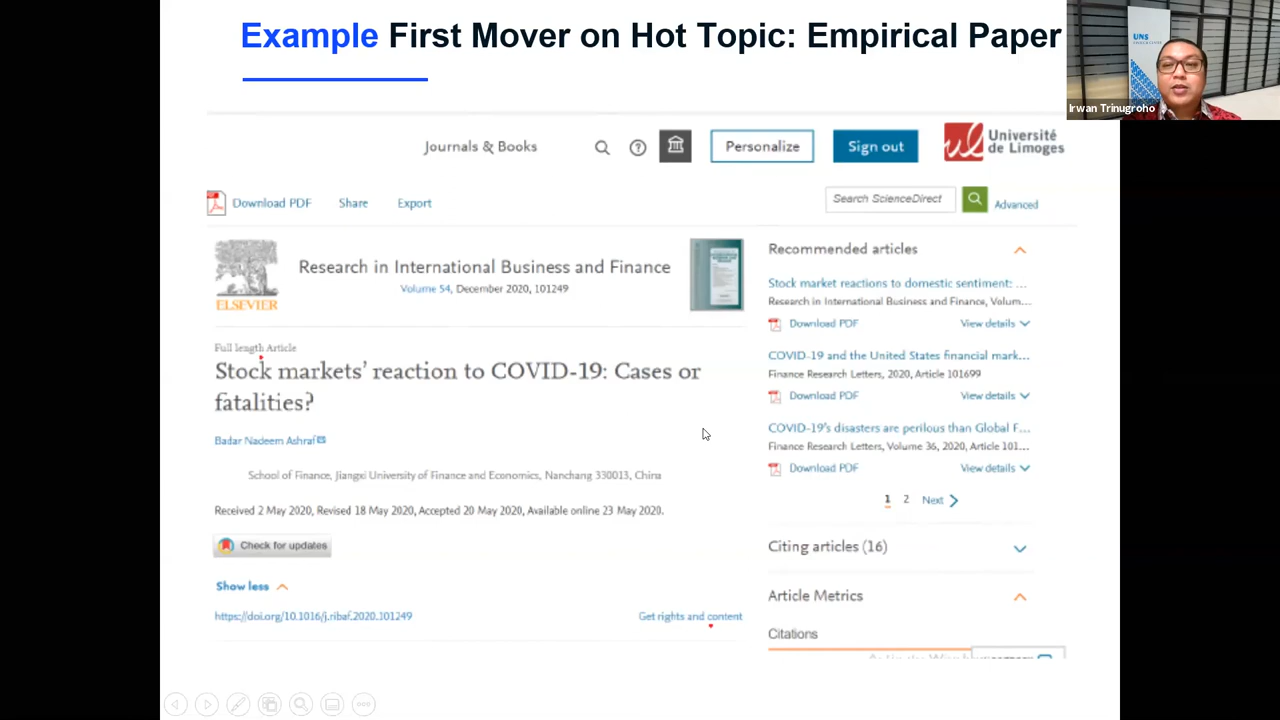 Example First Mover on Hot Topic: Empirical Paper
UNS
Irwan Trinugroho
Journals & Books
Personalize
Sign out
Université
de Limoges
Download PDF
Share
Export
Search ScienceDirect
Advanced
ELSEVIER
Research in International Business and Finance
Volume 54, December 2020, 101249
Full length Article
Stock markets' reaction to COVID-19: Cases or
fatalities?
Badar Nadeem Ashraf
School of Finance, Jiangxi University of Finance and Economics, Nanchang 330013, China
Received 2 May 2020, Revised 18 May 2020, Accepted 20 May 2020, Available online 23 May 2020.
Check for updates
Show less
https://doi.org/10.1016/j.ribaf.2020.101249
Get rights and content
Recommended articles
Stock market reactions to domestic sentiment: ...
Research in International Business and Finance, Volum...
Download PDF
View details
COVID-19 and the United States financial mark...
Finance Research Letters, 2020, Article 101699
Download PDF
View details
COVID-19's disasters are perilous than Global F...
Finance Research Letters, Volume 36, 2020, Article 101...
Download PDF
View details
1 2 Next
Citing articles (16)
Article Metrics
Citations